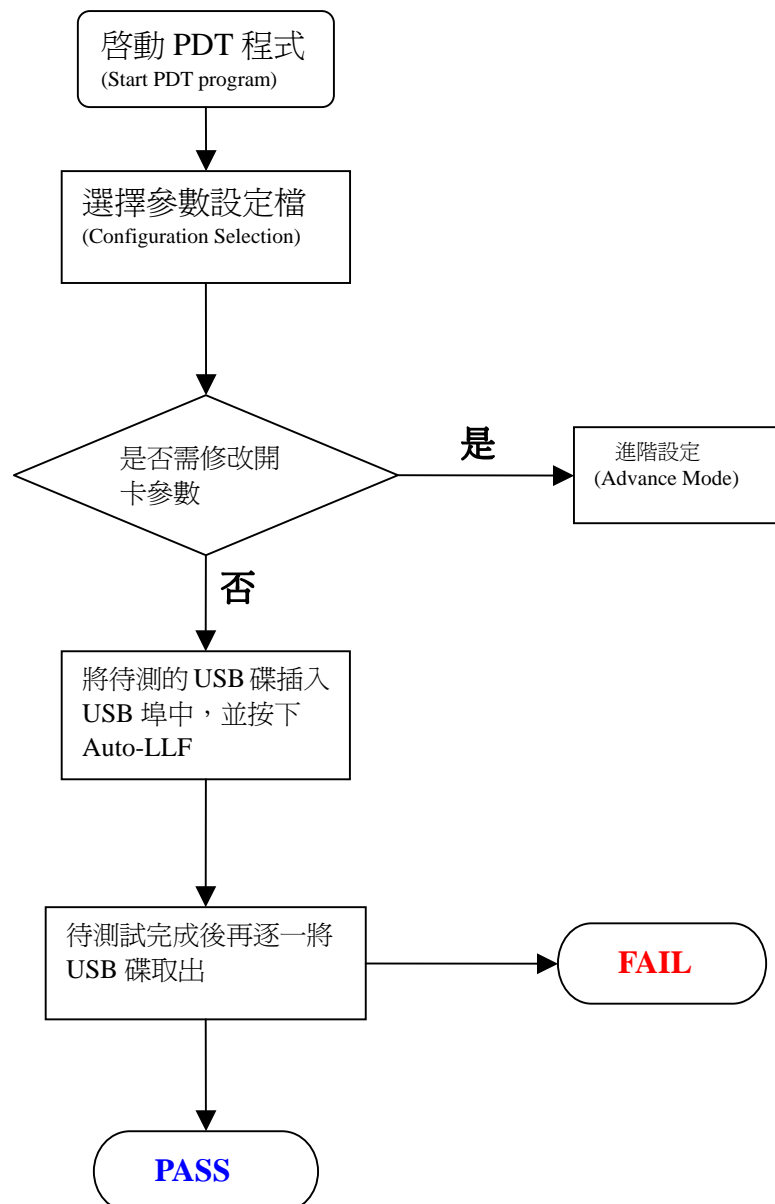 啓動 PDT 程式
(Start PDT program)
選擇參數設定檔
(Configuration Selection)
是否需修改開
卡參數
是
進階設定
(Advance Mode)
否
將待測的 USB 碟插入
USB 埠中，並按下
Auto-LLF
待測試完成後再逐一將
USB 碟取出
FAIL
PASS